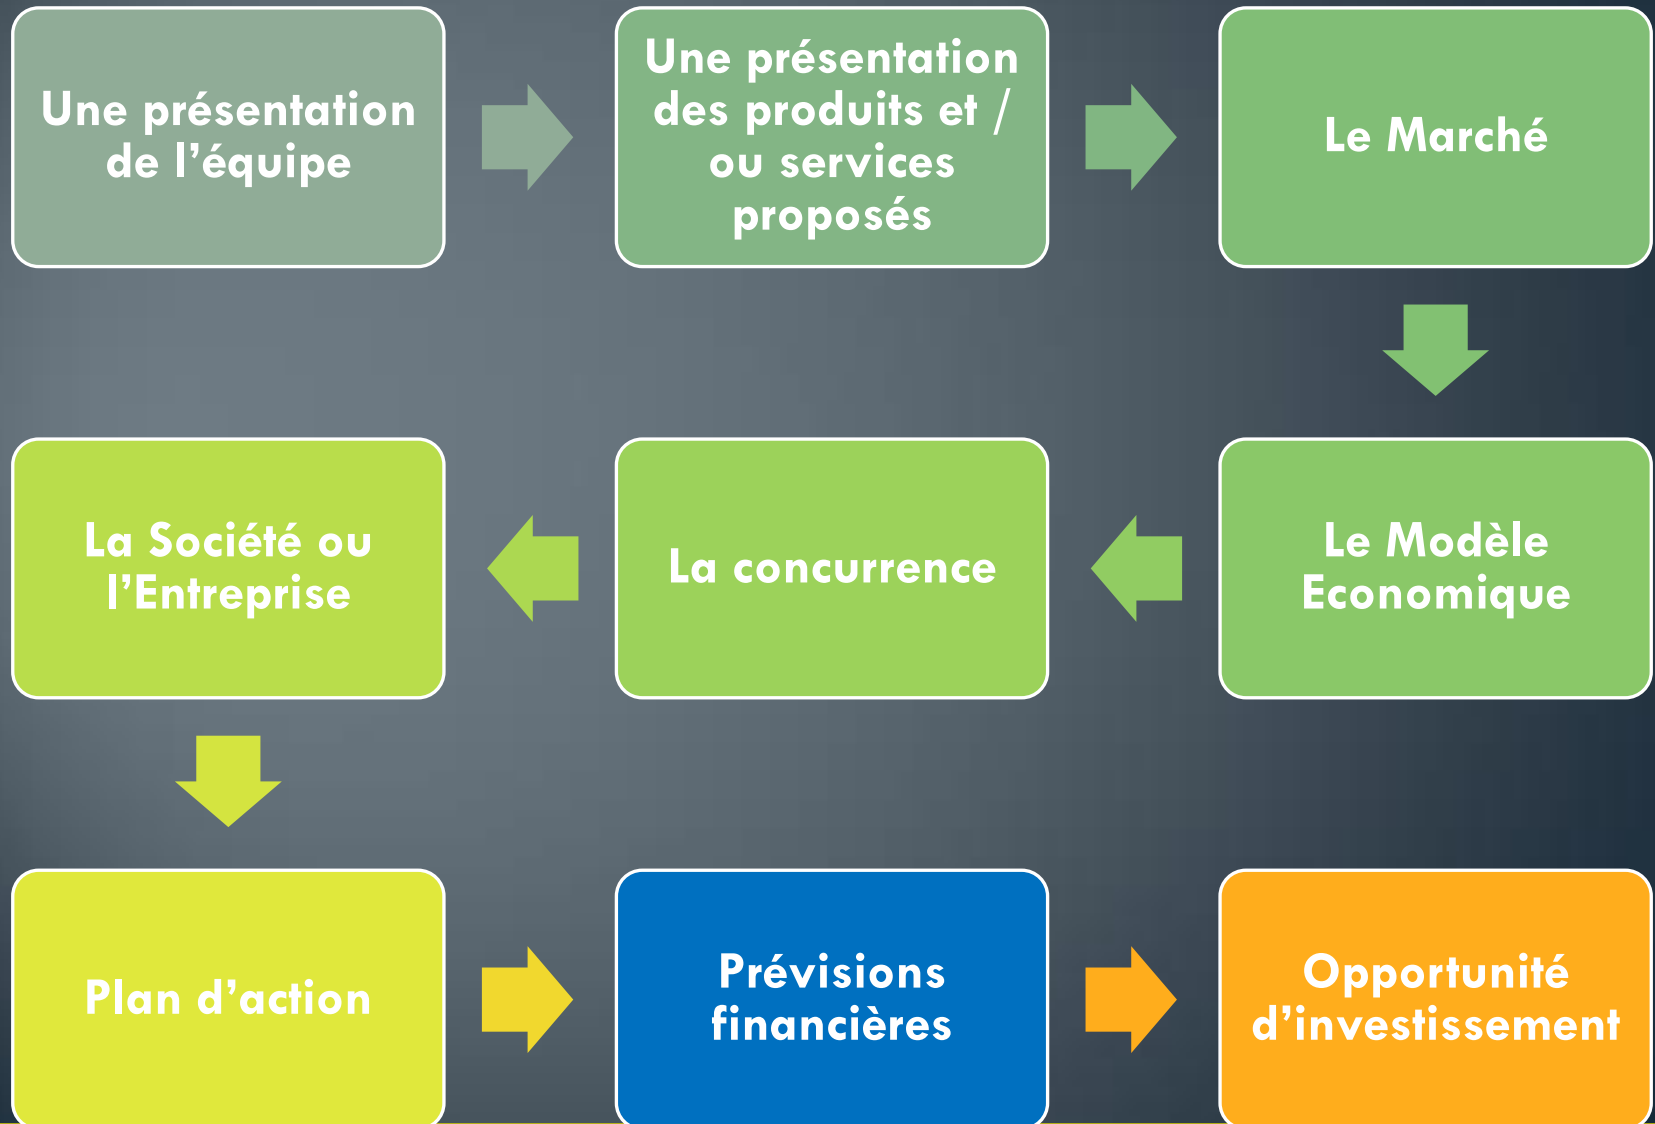 Une présentation
de l’équipe
Une présentation
des produits et /
ou services
proposés
Le Marché
Le Modèle
Economique
La concurrence
La Société ou
l’Entreprise
Plan d’action
Prévisions
financières
Opportunité
d’investissement